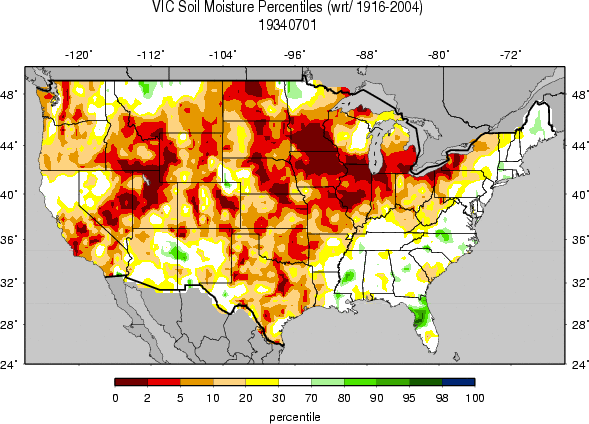 VIC Soil Moisture Percentiles (wrt/ 1916-2004)
19340701
-120° -112° -104° -96° -88° -80° -72°
48° 48°
44° 44°
40° 40°
36° 36°
32° 32°
28° 28°
24° 24°
0 2 5 10 20 30 70 80 90 95 98 100
percentile